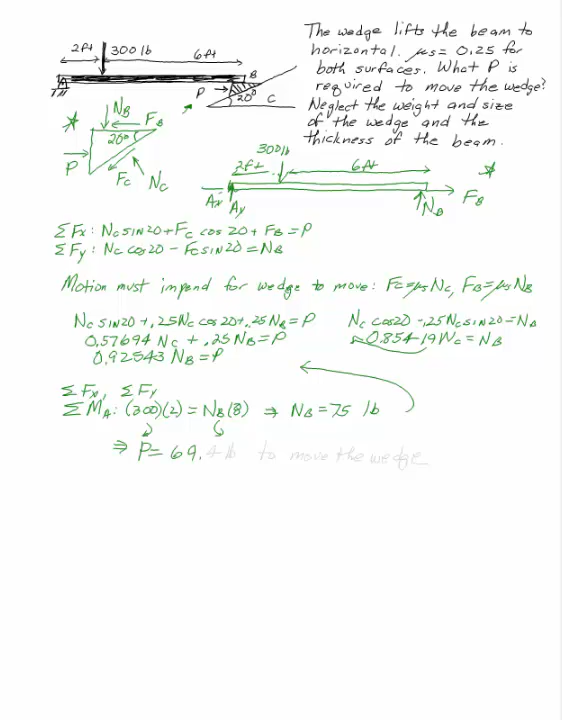 The wedge lifts the beam to
horizontal. μs = 0.25 for
both surfaces. What P is
required to move the wedge?
Neglect the weight and size
of the wedge and the
thickness of the beam.
2ft 300 lb 6ft
B
P 20° C
NB FB
20°
P
FC NC
300 lb
2ft 6ft
Ax Ay NB FB
ΣFx: NC sin20 + FC cos 20 + FB = P
ΣFy: NC cos20 - FC sin20 = NB
Motion must impend for wedge to move: FC = μs NC, FB = μs NB
NC sin20 + .25NC cos 20 + .25 NB = P NC cos20 - .25NC sin 20 = NB
0.57694 NC + .25 NB = P 0.85419 NC = NB
0.92543 NB = P
ΣFx, ΣFy
ΣMA: (300)(2) = NB(8) ⇒ NB = 75 lb
⇒ P = 69.4 lb to move the wedge